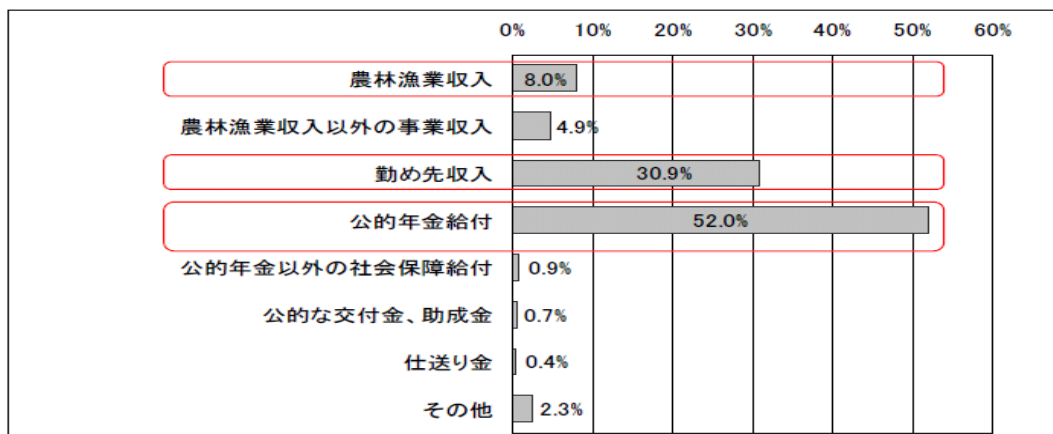 0% 10% 20% 30% 40% 50% 60%
農林漁業収入 8.0%
農林漁業収入以外の事業収入 4.9%
勤め先収入 30.9%
公的年金給付 52.0%
公的年金以外の社会保障給付 0.9%
公的な交付金、助成金 0.7%
仕送り金 0.4%
その他 2.3%